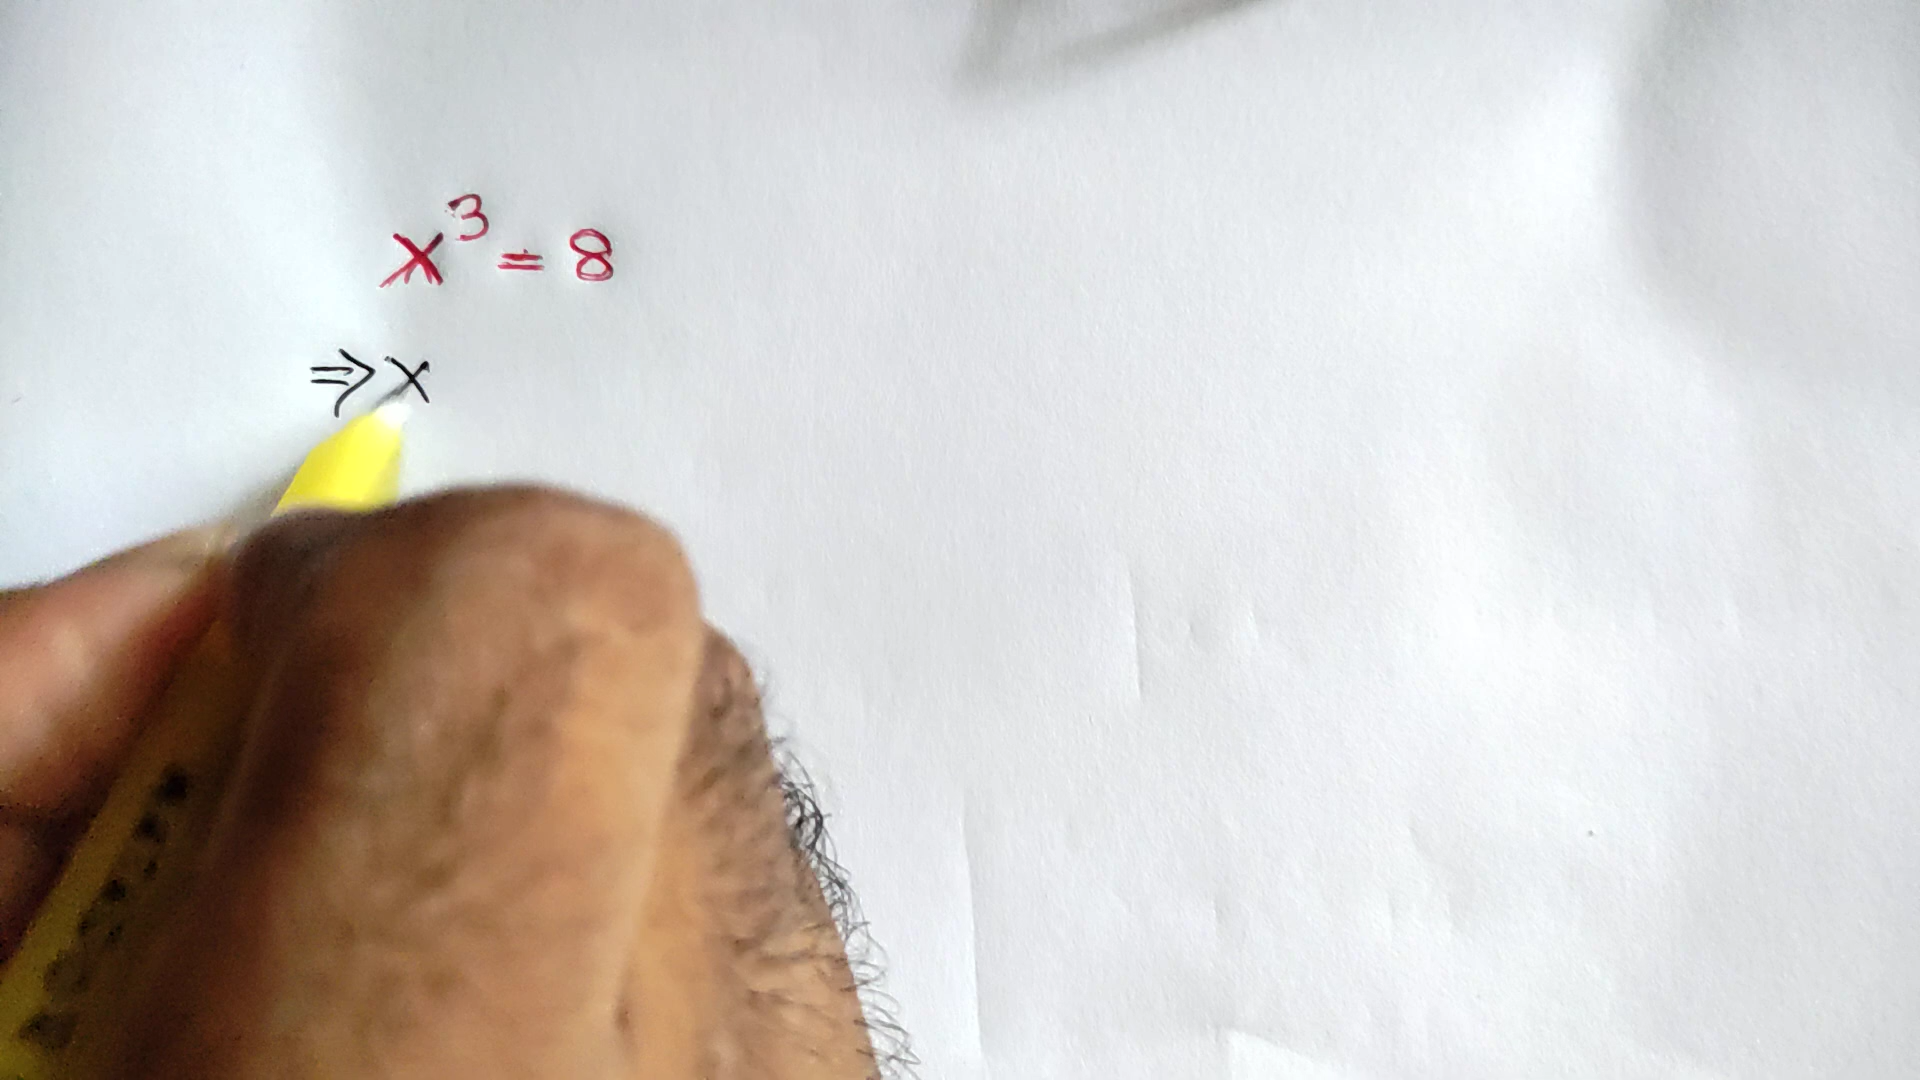 x³ = 8
⇒ x